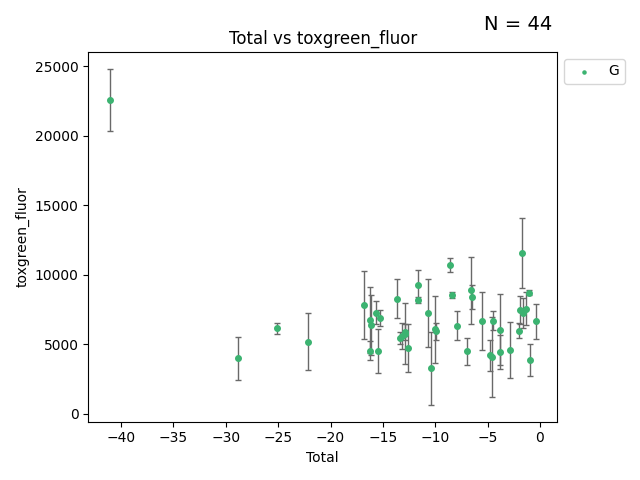 N = 44
Total vs toxgreen_fluor
G
25000
20000
15000
10000
5000
0
toxgreen_fluor
−40 −35 −30 −25 −20 −15 −10 −5 0
Total